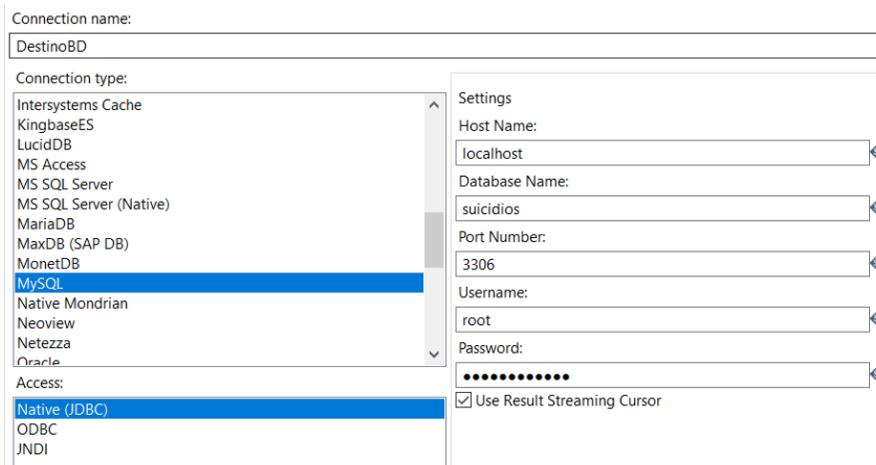 Connection name:
DestinoBD
Connection type:
Intersystems Cache
KingbaseES
LucidDB
MS Access
MS SQL Server
MS SQL Server (Native)
MariaDB
MaxDB (SAP DB)
MonetDB
MySQL
Native Mondrian
Neoview
Netezza
Oracle
Access:
Native (JDBC)
ODBC
JNDI
Settings
Host Name:
localhost
Database Name:
suicidios
Port Number:
3306
Username:
root
Password:
●●●●●●●●●●●●
Use Result Streaming Cursor